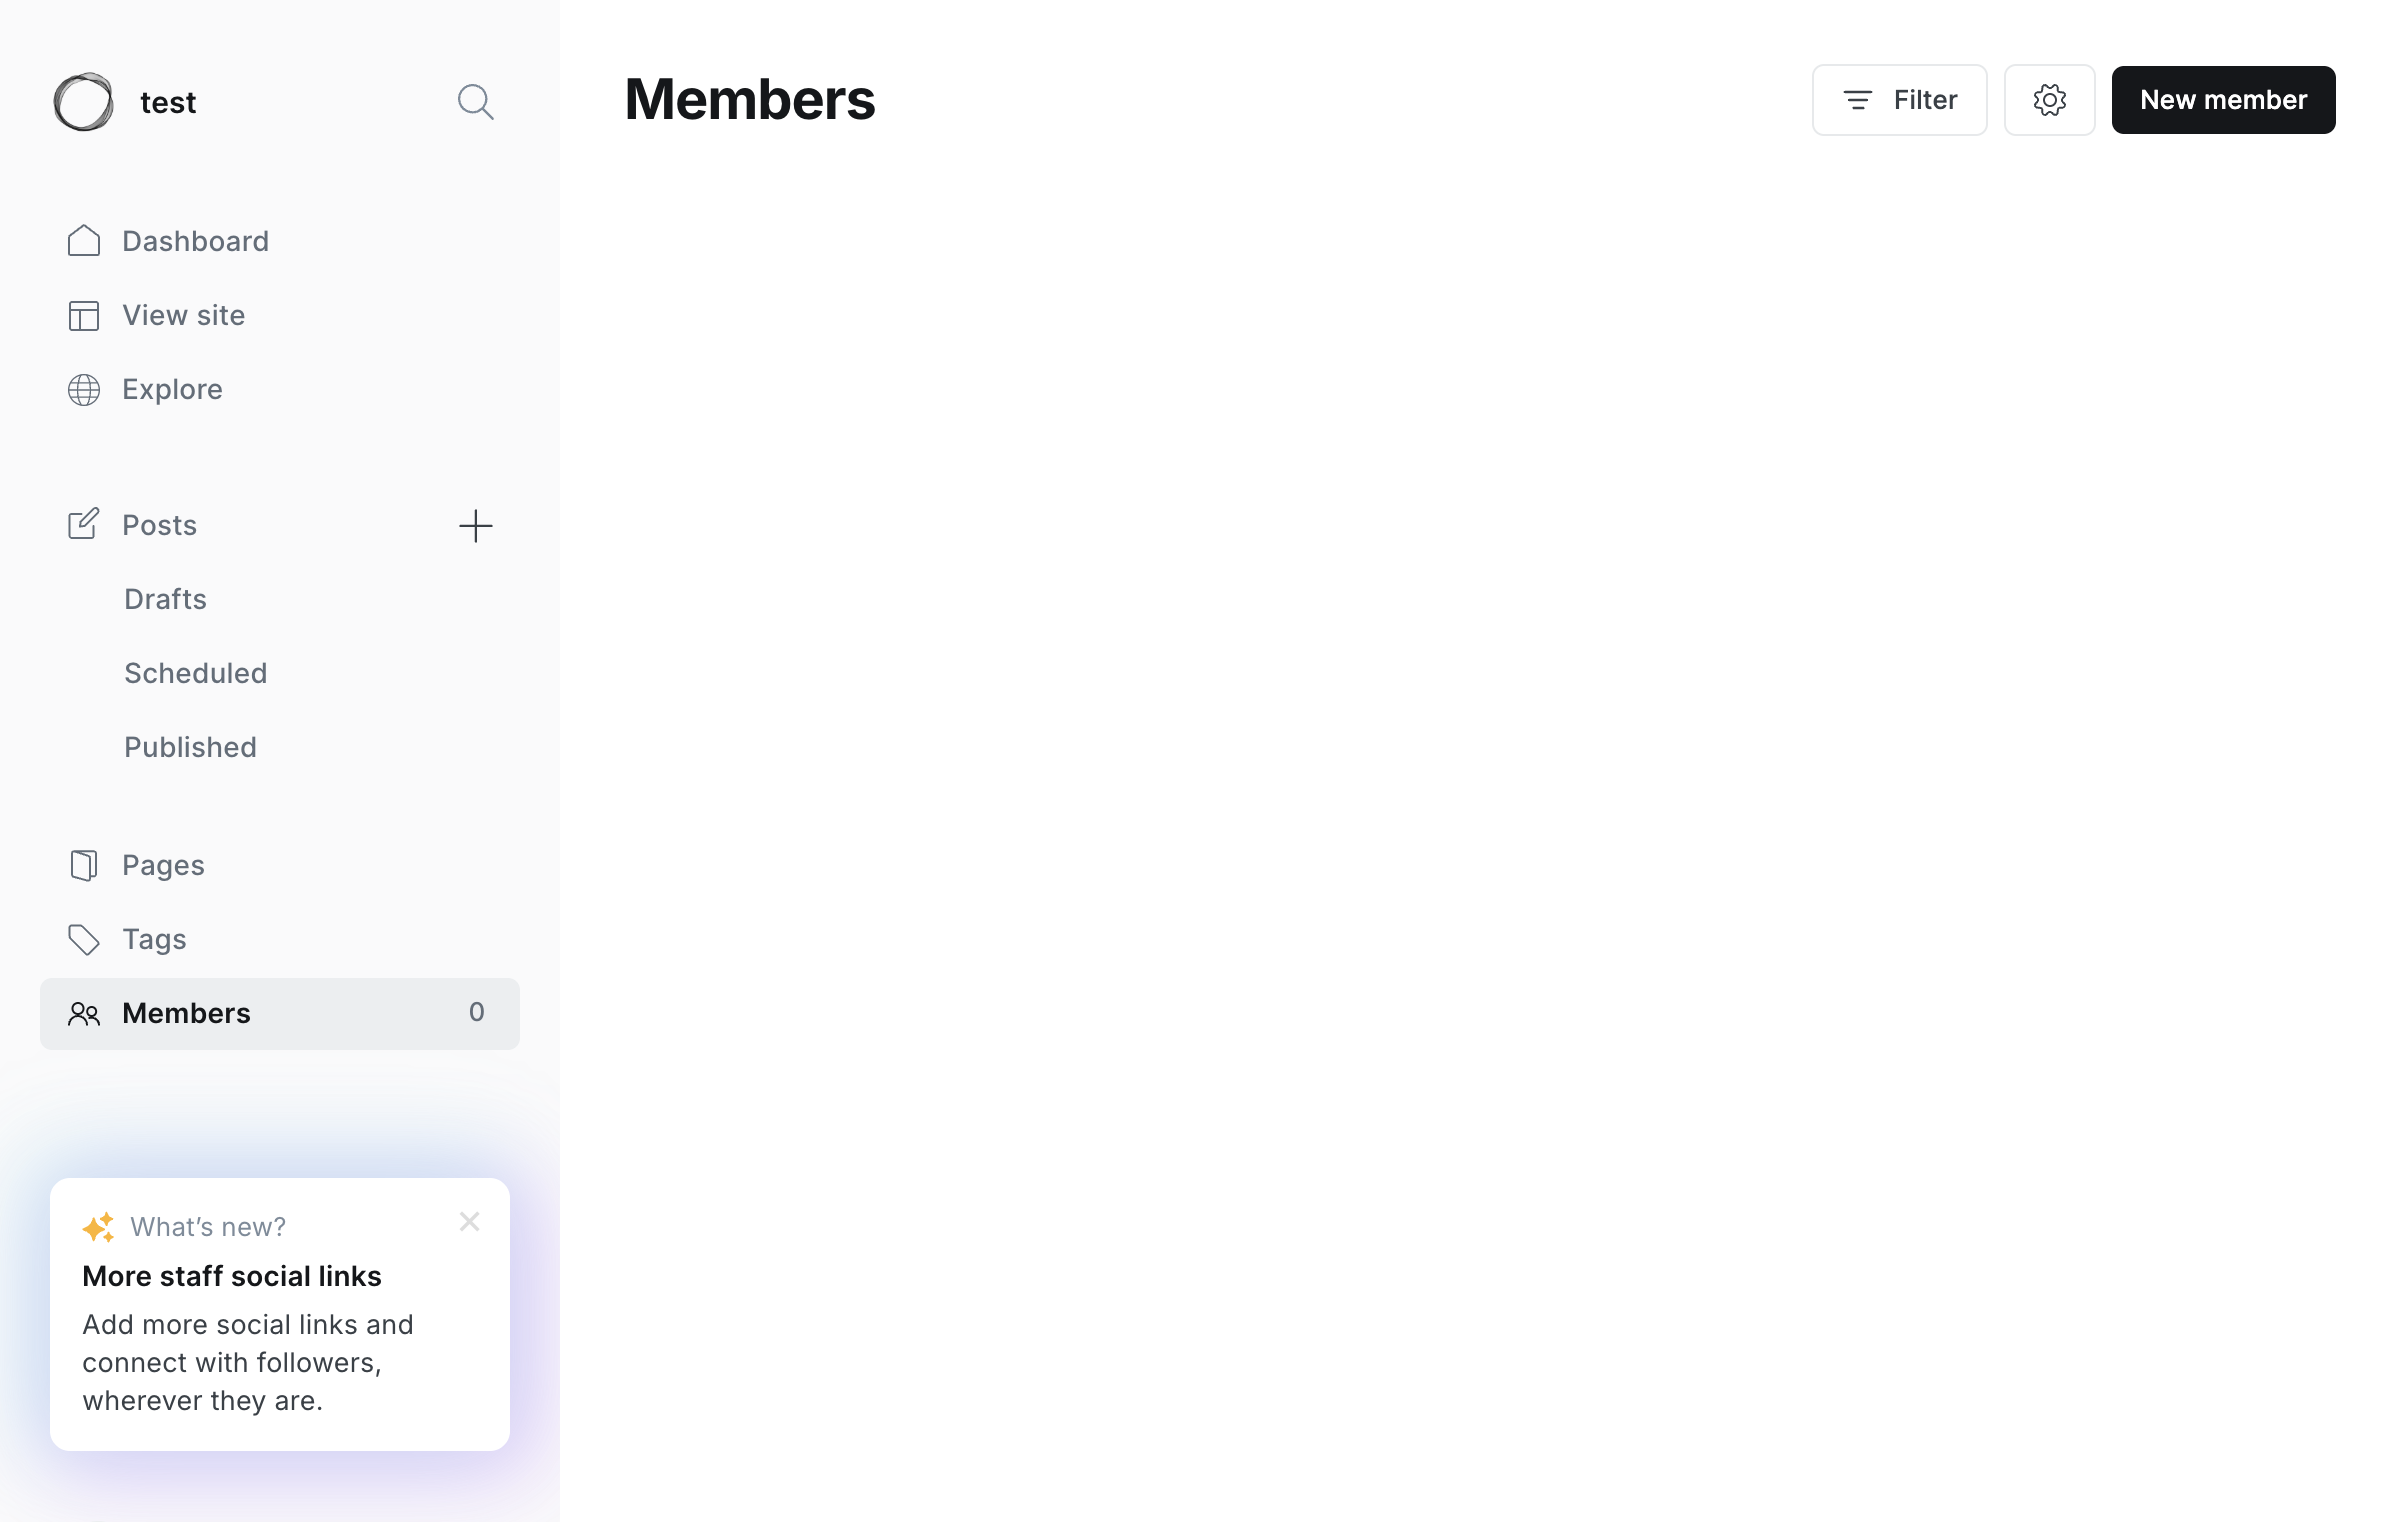 test
Dashboard
View site
Explore
Posts
Drafts
Scheduled
Published
Pages
Tags
Members 0
What’s new?
More staff social links
Add more social links and
connect with followers,
wherever they are.
Members
Filter
New member